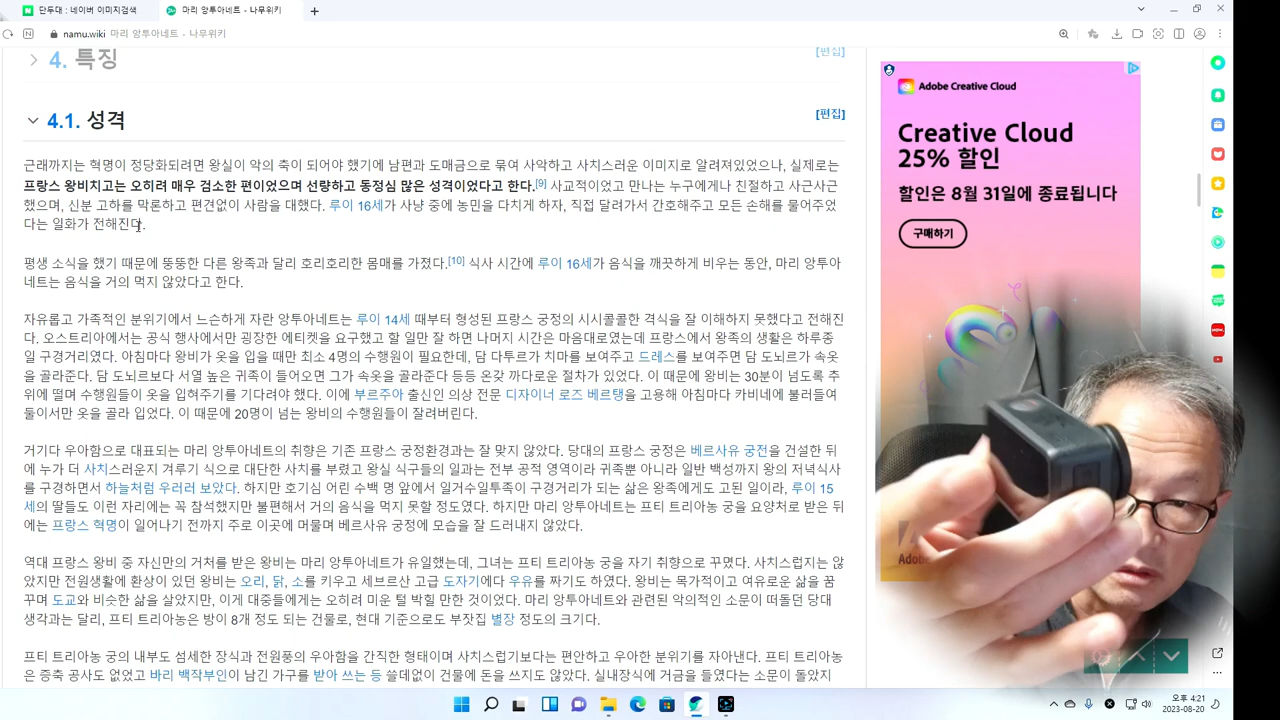 단두대 : 네이버 이미지검색
마리 앙투아네트 - 나무위키
namu.wiki 마리 앙투아네트 - 나무위키
4. 특징
[편집]
4.1. 성격
[편집]
근래까지는 혁명이 정당화되려면 왕실이 악의 축이 되어야 했기에 남편과 도매금으로 묶여 사악하고 사치스러운 이미지로 알려져있었으나, 실제로는
프랑스 왕비치고는 오히려 매우 검소한 편이었으며 선량하고 동정심 많은 성격이었다고 한다.[9] 사교적이었고 만나는 누구에게나 친절하고 사근사근
했으며, 신분 고하를 막론하고 편견없이 사람을 대했다. 루이 16세가 사냥 중에 농민을 다치게 하자, 직접 달려가서 간호해주고 모든 손해를 물어주었
다는 일화가 전해진다.
평생 소식을 했기 때문에 뚱뚱한 다른 왕족과 달리 호리호리한 몸매를 가졌다.[10] 식사 시간에 루이 16세가 음식을 깨끗하게 비우는 동안, 마리 앙투아
네트는 음식을 거의 먹지 않았다고 한다.
자유롭고 가족적인 분위기에서 느슨하게 자란 앙투아네트는 루이 14세 때부터 형성된 프랑스 궁정의 시시콜콜한 격식을 잘 이해하지 못했다고 전해진
다. 오스트리아에서는 공식 행사에서만 굉장한 에티켓을 요구했고 할 일만 잘 하면 나머지 시간은 마음대로였는데 프랑스에서 왕족의 생활은 하루종
일 구경거리였다. 아침마다 왕비가 옷을 입을 때만 최소 4명의 수행원이 필요한데, 담 다투르가 치마를 보여주고 드레스를 보여주면 담 도뇌르가 속옷
을 골라준다. 담 도뇌르보다 서열 높은 귀족이 들어오면 그가 속옷을 골라준다 등등 온갖 까다로운 절차가 있었다. 이 때문에 왕비는 30분이 넘도록 추
위에 떨며 수행원들이 옷을 입혀주기를 기다려야 했다. 이에 부르주아 출신인 의상 전문 디자이너 로즈 베르탱을 고용해 아침마다 카비네에 불러들여
둘이서만 옷을 골라 입었다. 이 때문에 20명이 넘는 왕비의 수행원들이 잘려버린다.
거기다 우아함으로 대표되는 마리 앙투아네트의 취향은 기존 프랑스 궁정환경과는 잘 맞지 않았다. 당대의 프랑스 궁정은 베르사유 궁전을 건설한 뒤
에 누가 더 사치스러운지 겨루기 식으로 대단한 사치를 부렸고 왕실 식구들의 일과는 전부 공적 영역이라 귀족뿐 아니라 일반 백성까지 왕의 저녁식사
를 구경하면서 하늘처럼 우러러 보았다. 하지만 호기심 어린 수백 명 앞에서 일거수일투족이 구경거리가 되는 삶은 왕족에게도 고된 일이라, 루이 15
세의 딸들도 이런 자리에는 꼭 참석했지만 불편해서 거의 음식을 먹지 못할 정도였다. 하지만 마리 앙투아네트는 프티 트리아농 궁을 요양처로 받은 뒤
에는 프랑스 혁명이 일어나기 전까지 주로 이곳에 머물며 베르사유 궁정에 모습을 잘 드러내지 않았다.
역대 프랑스 왕비 중 자신만의 거처를 받은 왕비는 마리 앙투아네트가 유일했는데, 그녀는 프티 트리아농 궁을 자기 취향으로 꾸몄다. 사치스럽지는 않
았지만 전원생활에 환상이 있던 왕비는 오리, 닭, 소를 키우고 세브르산 고급 도자기에다 우유를 짜기도 하였다. 왕비는 목가적이고 여유로운 삶을 꿈
꾸며 도교와 비슷한 삶을 살았지만, 이게 대중들에게는 오히려 미운 털 박힐 만한 것이었다. 마리 앙투아네트와 관련된 악의적인 소문이 떠돌던 당대
생각과는 달리, 프티 트리아농은 방이 8개 정도 되는 건물로, 현대 기준으로도 부잣집 별장 정도의 크기다.
프티 트리아농 궁의 내부도 섬세한 장식과 전원풍의 우아함을 간직한 형태이며 사치스럽기보다는 편안하고 우아한 분위기를 자아낸다. 프티 트리아농
은 증축 공사도 없었고 바리 백작부인이 남긴 가구를 받아 쓰는 등 쓸데없이 건물에 돈을 쓰지도 않았다. 실내장식에 거금을 들였다는 소문이 돌았지
Adobe Creative Cloud
Creative Cloud
25% 할인
할인은 8월 31일에 종료됩니다
구매하기
오후 4:21
2023-08-20